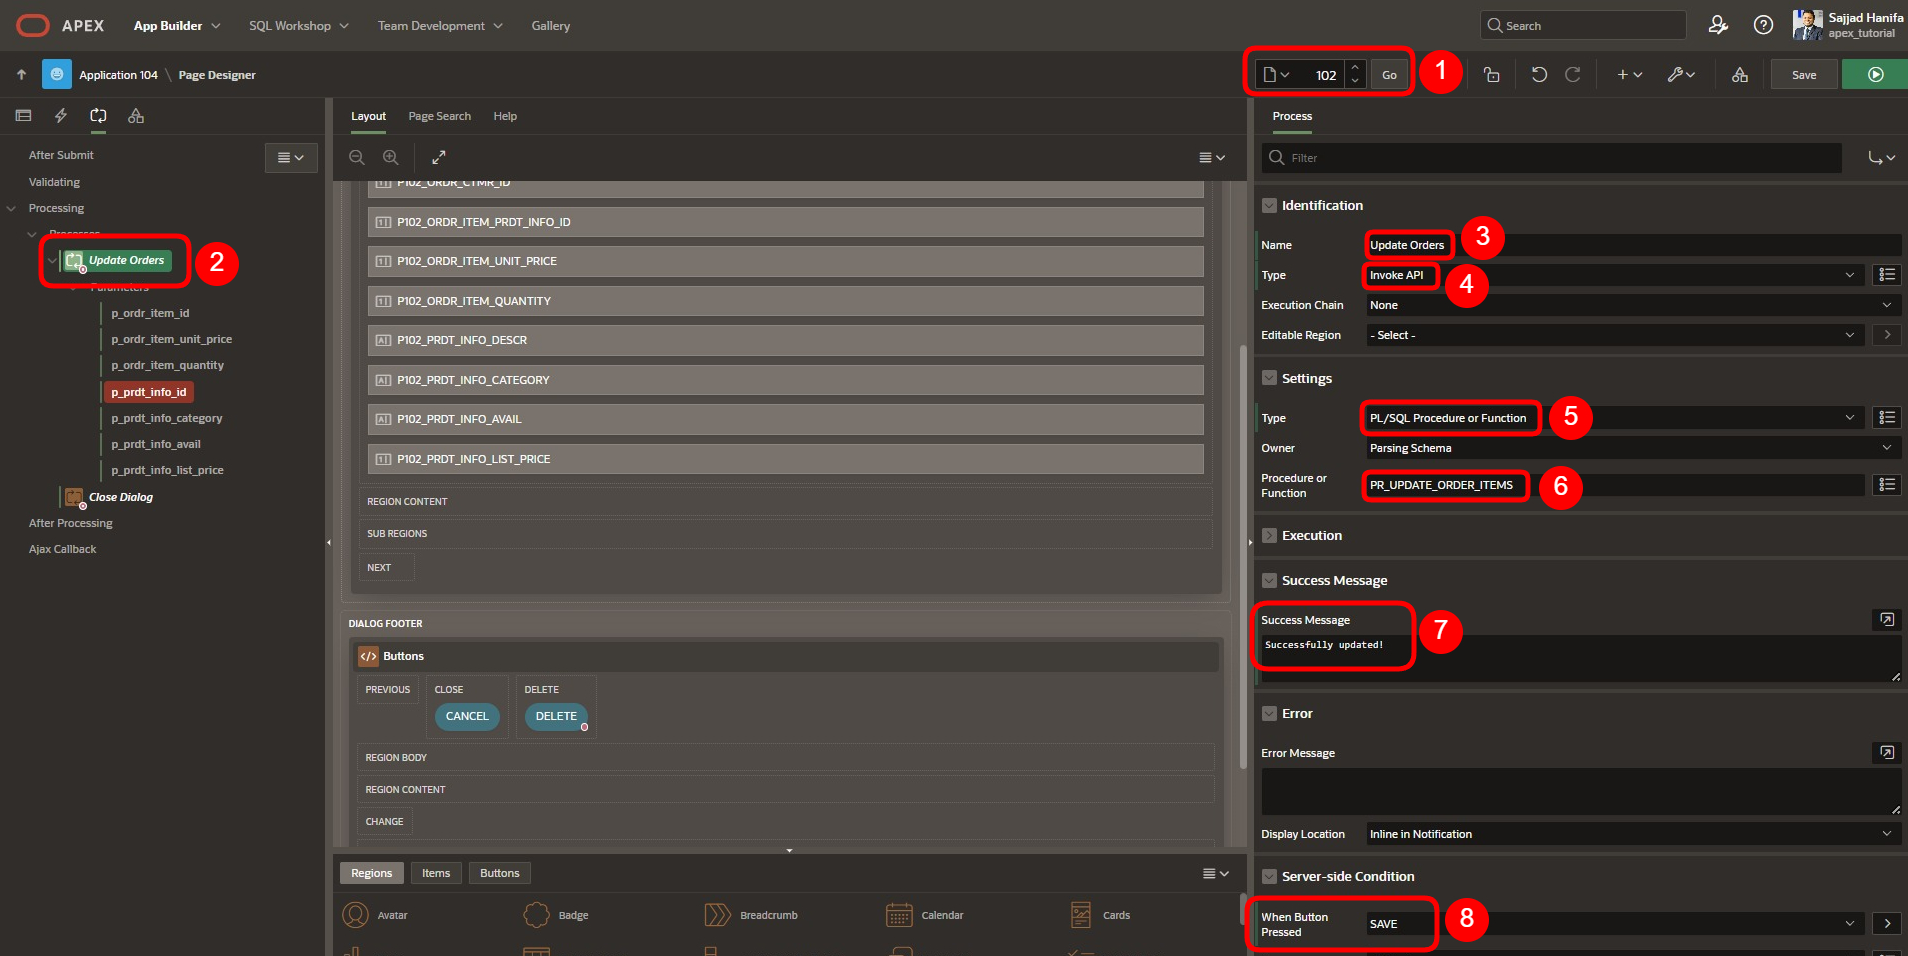 APEX App Builder SQL Workshop Team Development Gallery Search Sajjad Hanifa
apex_tutorial
Application 104 \ Page Designer 102 Go 1 Save
After Submit
Validating
Processing
Processes
Update Orders 2
Parameters
p_ordr_item_id
p_ordr_item_unit_price
p_ordr_item_quantity
p_prdt_info_id
p_prdt_info_category
p_prdt_info_avail
p_prdt_info_list_price
Close Dialog
After Processing
Ajax Callback
Layout Page Search Help
P102_ORDR_CTMR_ID
P102_ORDR_ITEM_PRDT_INFO_ID
P102_ORDR_ITEM_UNIT_PRICE
P102_ORDR_ITEM_QUANTITY
P102_PRDT_INFO_DESCR
P102_PRDT_INFO_CATEGORY
P102_PRDT_INFO_AVAIL
P102_PRDT_INFO_LIST_PRICE
REGION CONTENT
SUB REGIONS
NEXT
DIALOG FOOTER
Buttons
PREVIOUS CLOSE DELETE
CANCEL DELETE
REGION BODY
REGION CONTENT
CHANGE
Regions Items Buttons
Avatar Badge Breadcrumb Calendar Cards
Process
Filter
Identification
Name Update Orders 3
Type Invoke API 4
Execution Chain None
Editable Region - Select -
Settings
Type PL/SQL Procedure or Function 5
Owner Parsing Schema
Procedure or
Function PR_UPDATE_ORDER_ITEMS 6
Execution
Success Message
Success Message 7
Successfully updated!
Error
Error Message
Display Location Inline in Notification
Server-side Condition
When Button
Pressed SAVE 8